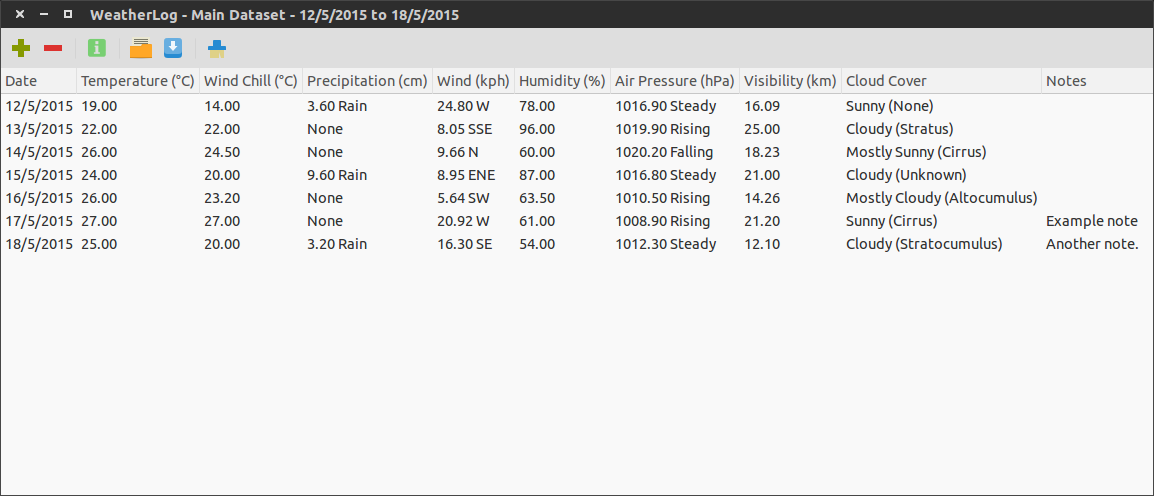 WeatherLog - Main Dataset - 12/5/2015 to 18/5/2015
Date Temperature (°C) Wind Chill (°C) Precipitation (cm) Wind (kph) Humidity (%) Air Pressure (hPa) Visibility (km) Cloud Cover Notes
12/5/2015 19.00 14.00 3.60 Rain 24.80 W 78.00 1016.90 Steady 16.09 Sunny (None)
13/5/2015 22.00 22.00 None 8.05 SSE 96.00 1019.90 Rising 25.00 Cloudy (Stratus)
14/5/2015 26.00 24.50 None 9.66 N 60.00 1020.20 Falling 18.23 Mostly Sunny (Cirrus)
15/5/2015 24.00 20.00 9.60 Rain 8.95 ENE 87.00 1016.80 Steady 21.00 Cloudy (Unknown)
16/5/2015 26.00 23.20 None 5.64 SW 63.50 1010.50 Rising 14.26 Mostly Cloudy (Altocumulus)
17/5/2015 27.00 27.00 None 20.92 W 61.00 1008.90 Rising 21.20 Sunny (Cirrus) Example note
18/5/2015 25.00 20.00 3.20 Rain 16.30 SE 54.00 1012.30 Steady 12.10 Cloudy (Stratocumulus) Another note.